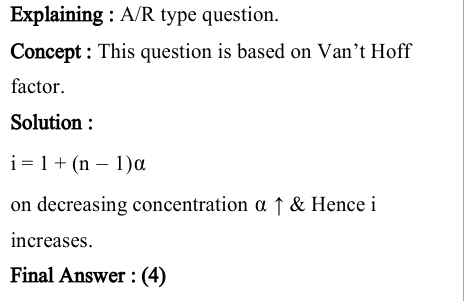 Explaining : A/R type question.
Concept : This question is based on Van’t Hoff
factor.
Solution :
i = 1 + (n – 1)α
on decreasing concentration α ↑ & Hence i
increases.
Final Answer : (4)